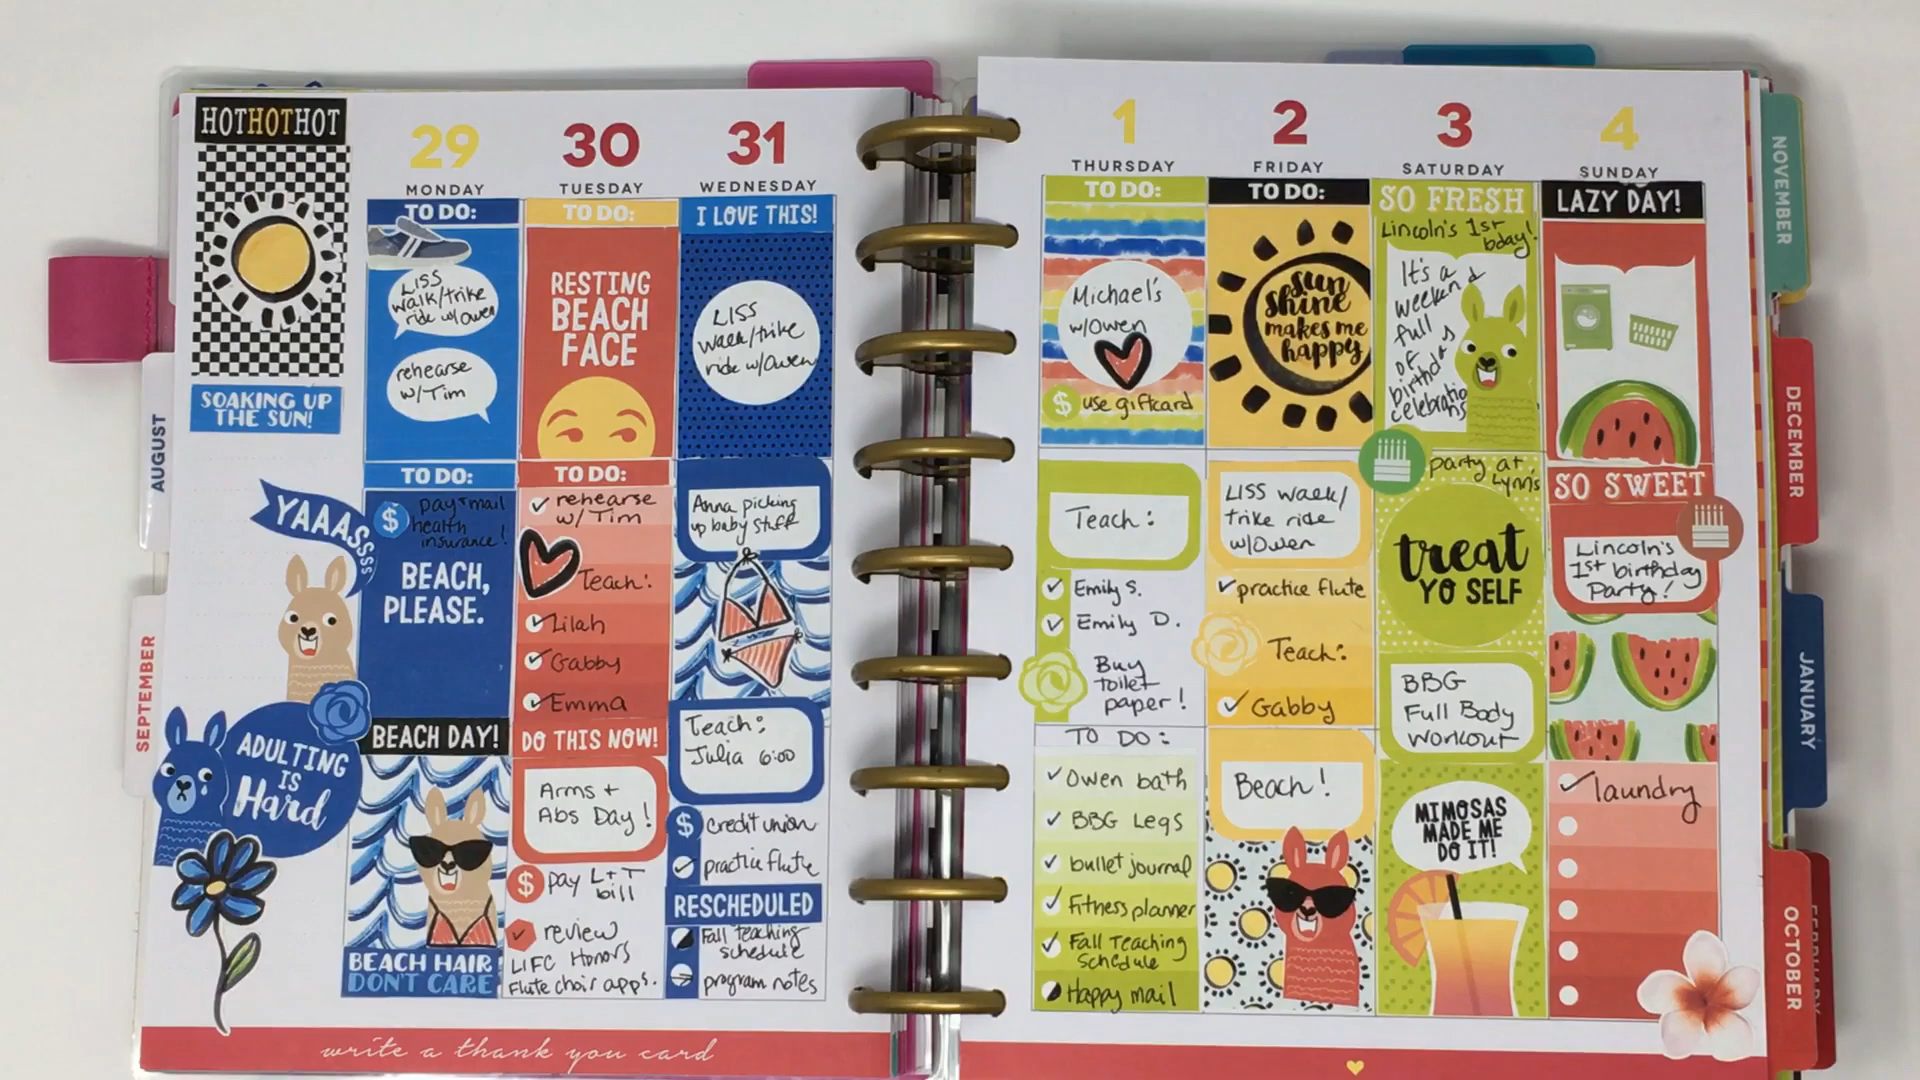 HOTHOTHOT
SOAKING UP
THE SUN!
YAAASSSS
ADULTING
IS
Hard
29
MONDAY
TO DO:
LISS
walk/trike
ride w/Owen
rehearse
w/Tim
TO DO:
$
pay + mail
health
insurance!
BEACH,
PLEASE.
BEACH DAY!
BEACH HAIR
DON'T CARE
30
TUESDAY
TO DO:
RESTING
BEACH
FACE
TO DO:
rehearse
w/Tim
Teach:
Lilah
Gabby
Emma
DO THIS NOW!
Arms +
Abs Day!
$ pay L+T
bill
review
LIFC Honors
Flute choir apps.
31
WEDNESDAY
I LOVE THIS!
LISS
walk/trike
ride w/Owen
Anna picking
up baby stuff
Teach:
Julia 6:00
$ credit union
practice flute
RESCHEDULED
Fall teaching
schedule
program notes
1
THURSDAY
TO DO:
Michael's
w/Owen
$ use giftcard
Teach:
Emily S.
Emily D.
Buy
toilet
paper!
TO DO:
Owen bath
BBG Legs
bullet journal
Fitness planner
Fall Teaching
Schedule
Happy mail
2
FRIDAY
TO DO:
sun
shine
makes me
happy
LISS walk/
trike ride
w/Owen
practice flute
Teach:
Gabby
Beach!
3
SATURDAY
SO FRESH
Lincoln's 1st
bday!
It's a
weekend
full
of
birthday
celebrations
party at
Lynn's
treat
YO SELF
BBG
Full Body
Workout
MIMOSAS
MADE ME
DO IT!
4
SUNDAY
LAZY DAY!
SO SWEET
Lincoln's
1st birthday
Party!
laundry
write a thank you card
AUGUST
SEPTEMBER
NOVEMBER
DECEMBER
JANUARY
OCTOBER
FEBRUARY